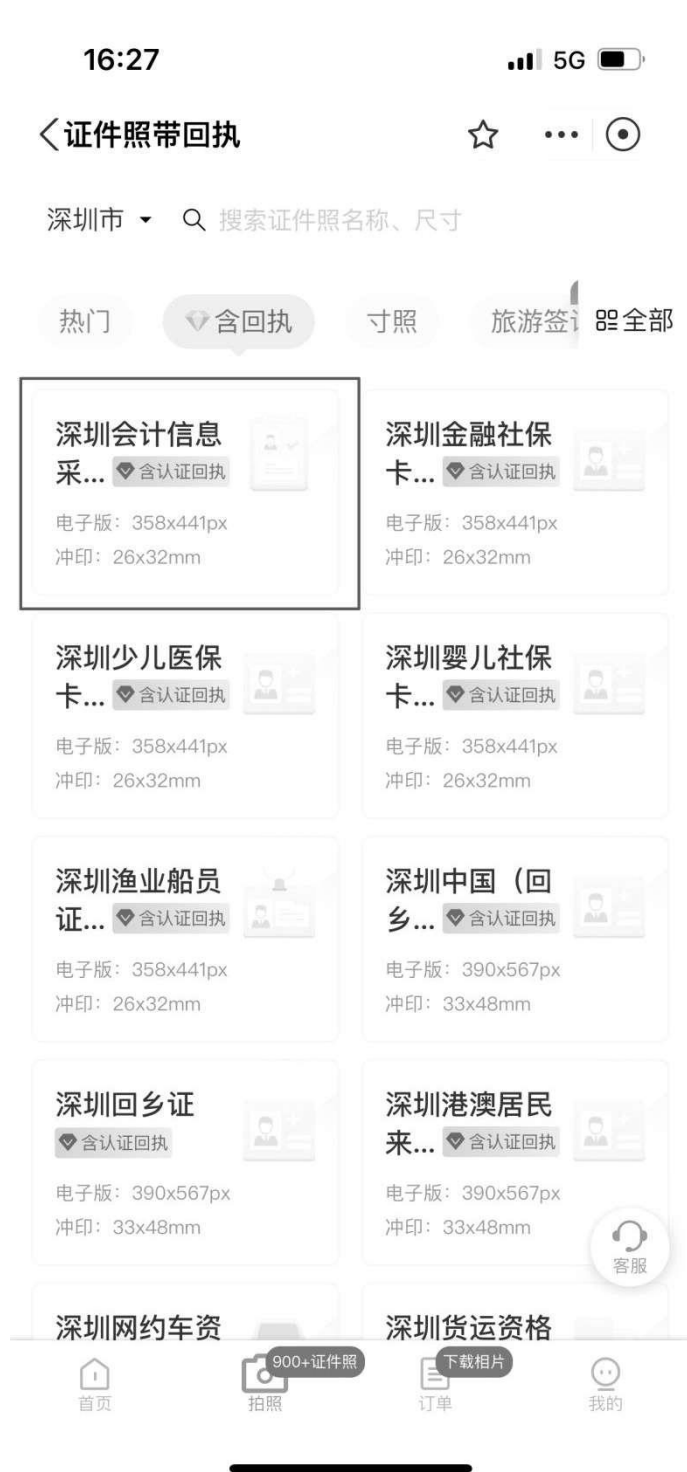 16:27
5G
证件照带回执
深圳市
搜索证件照名称、尺寸
热门
含回执
寸照
旅游签
全部
深圳会计信息
采... 含认证回执
电子版：358x441px
冲印：26x32mm
深圳金融社保
卡... 含认证回执
电子版：358x441px
冲印：26x32mm
深圳少儿医保
卡... 含认证回执
电子版：358x441px
冲印：26x32mm
深圳婴儿社保
卡... 含认证回执
电子版：358x441px
冲印：26x32mm
深圳渔业船员
证... 含认证回执
电子版：358x441px
冲印：26x32mm
深圳中国（回
乡... 含认证回执
电子版：390x567px
冲印：33x48mm
深圳回乡证
含认证回执
电子版：390x567px
冲印：33x48mm
深圳港澳居民
来... 含认证回执
电子版：390x567px
冲印：33x48mm
客服
深圳网约车资
深圳货运资格
900+证件照
下载相片
首页
拍照
订单
我的